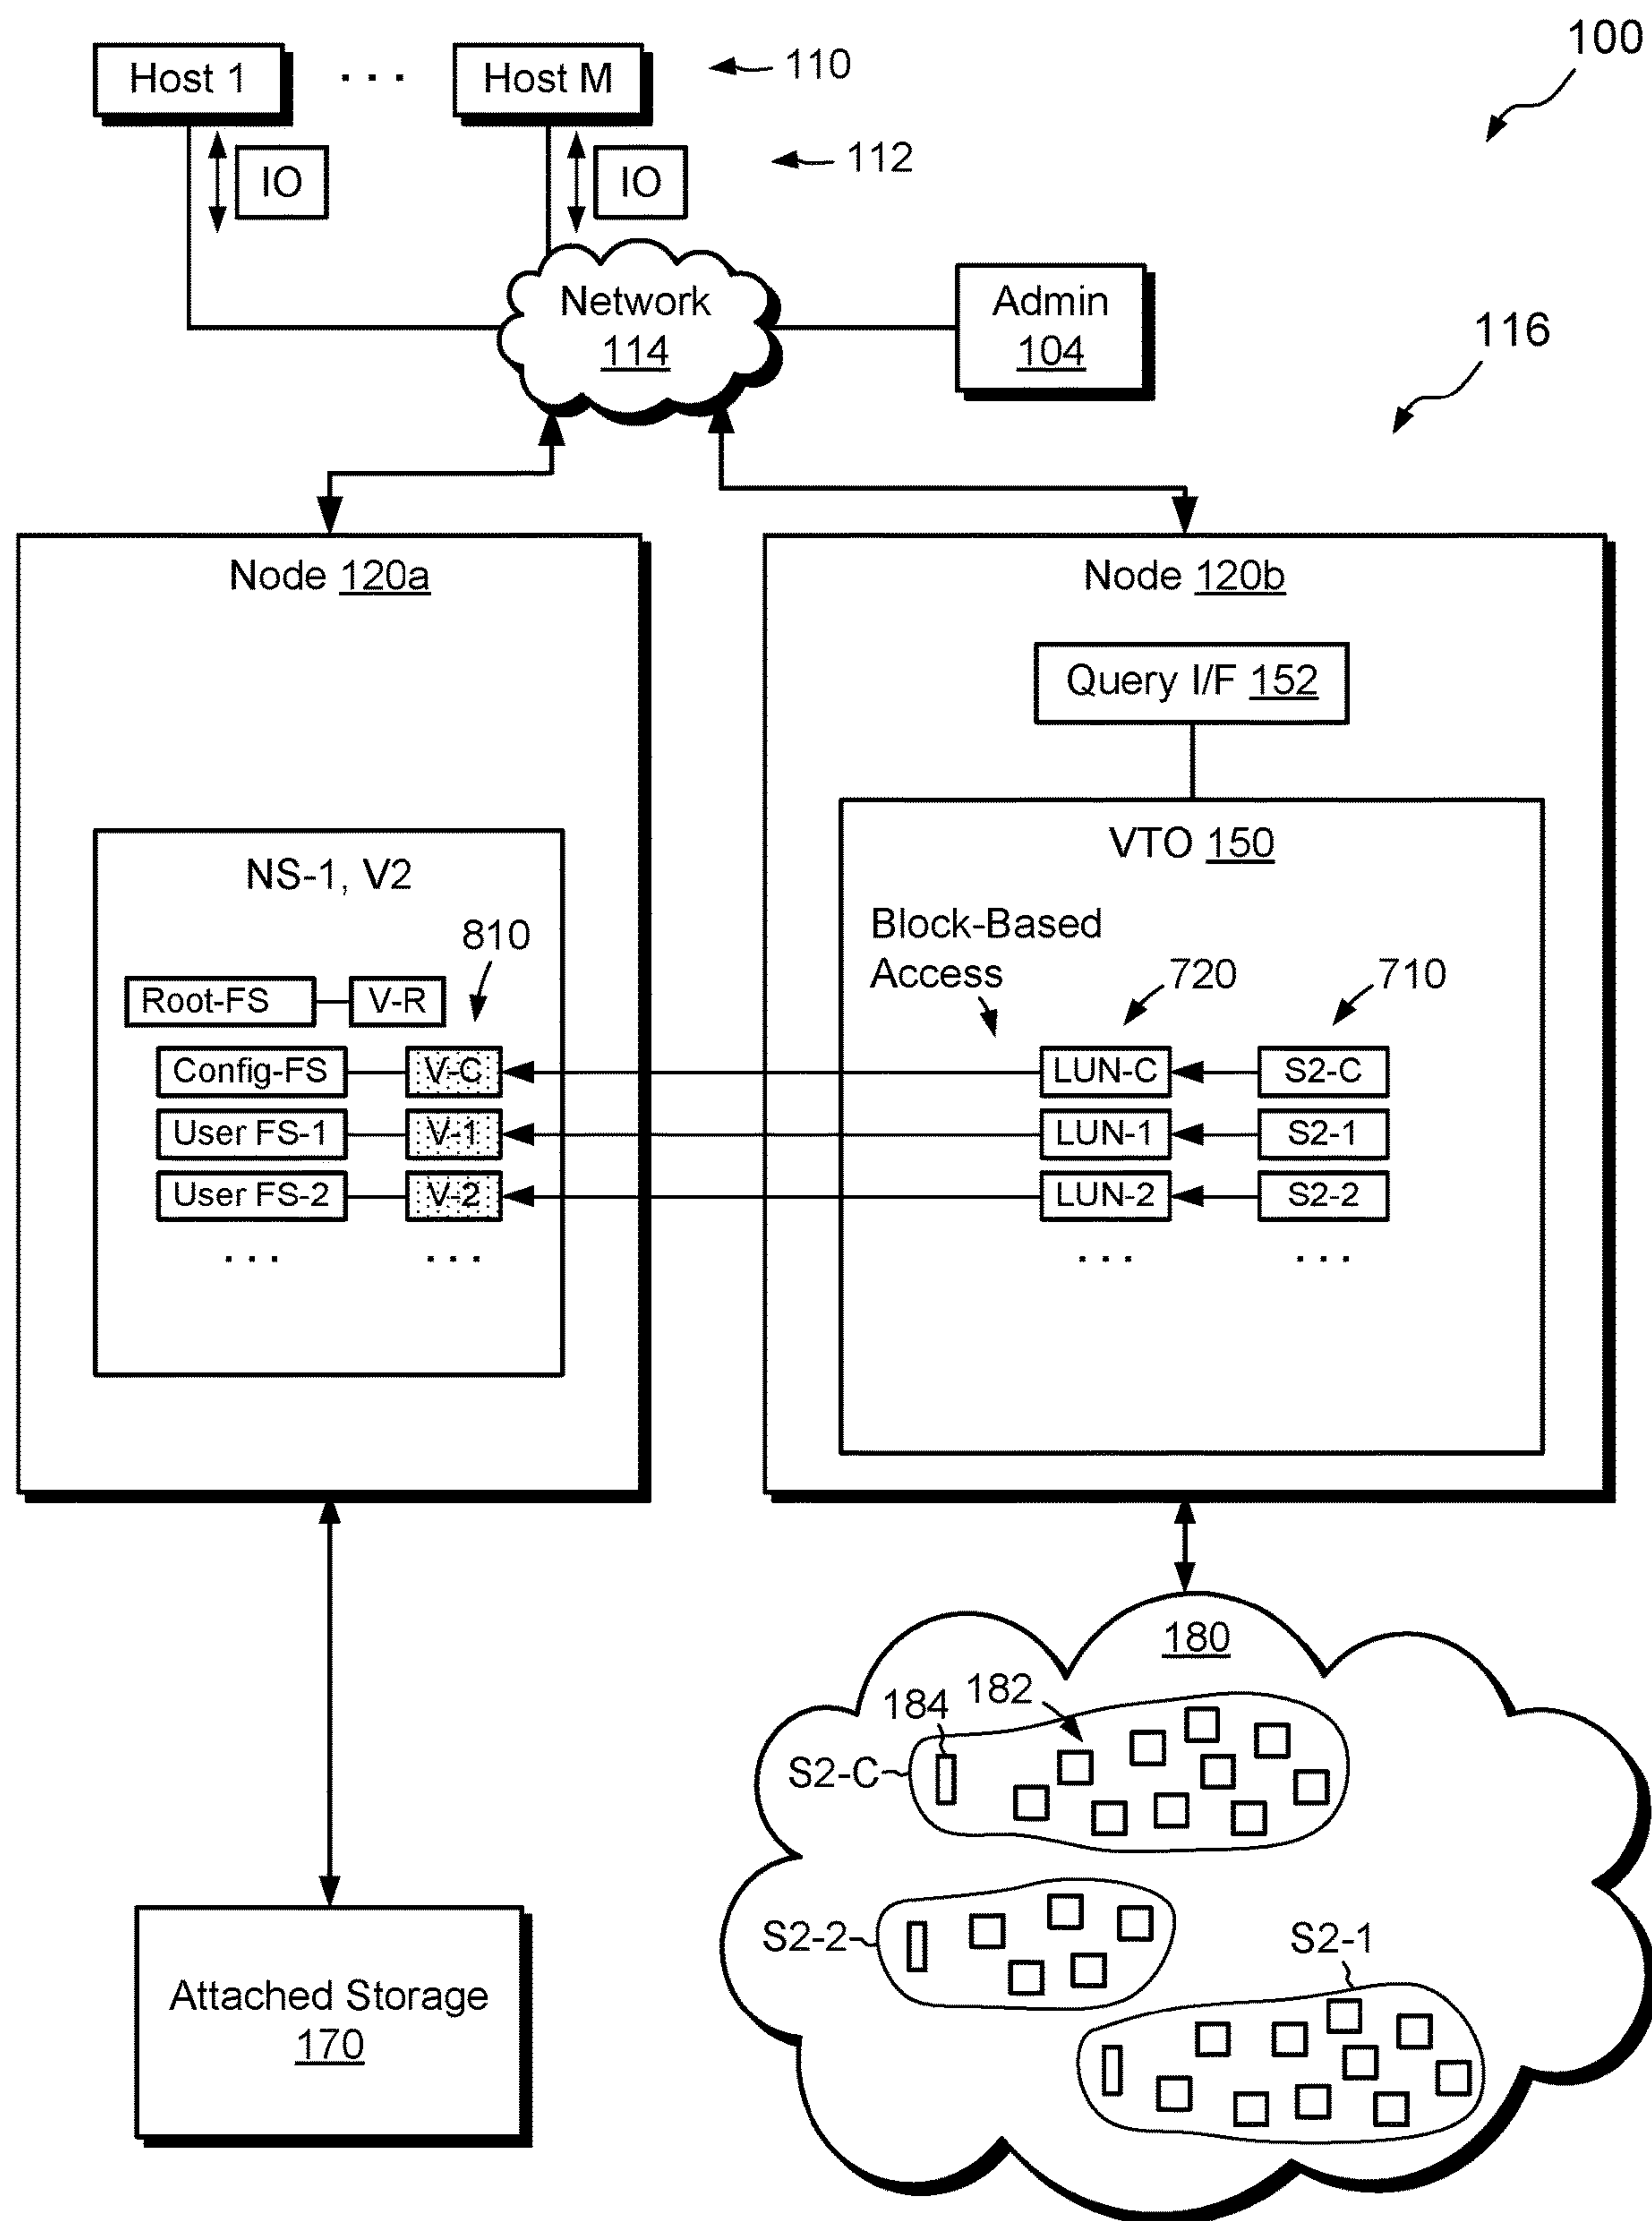 100
Host 1
. . .
Host M
110
IO
IO
112
Network
114
Admin
104
116
Node 120a
Node 120b
Query I/F 152
VTO 150
NS-1, V2
810
Block-Based
Access
720
710
Root-FS
V-R
Config-FS
V-C
LUN-C
S2-C
User FS-1
V-1
LUN-1
S2-1
User FS-2
V-2
LUN-2
S2-2
. . .
. . .
. . .
. . .
180
184
182
S2-C
S2-2
S2-1
Attached Storage
170